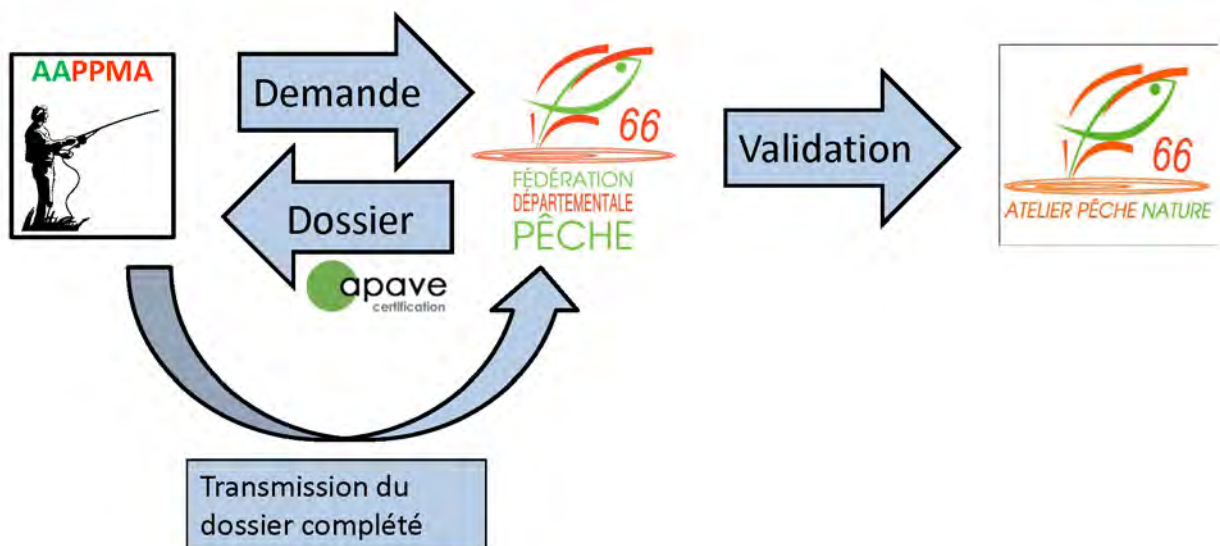 AAPPMA
Demande
Dossier
apave
certification
66
FÉDÉRATION
DÉPARTEMENTALE
PÊCHE
Validation
66
ATELIER PÊCHE NATURE
Transmission du
dossier complété